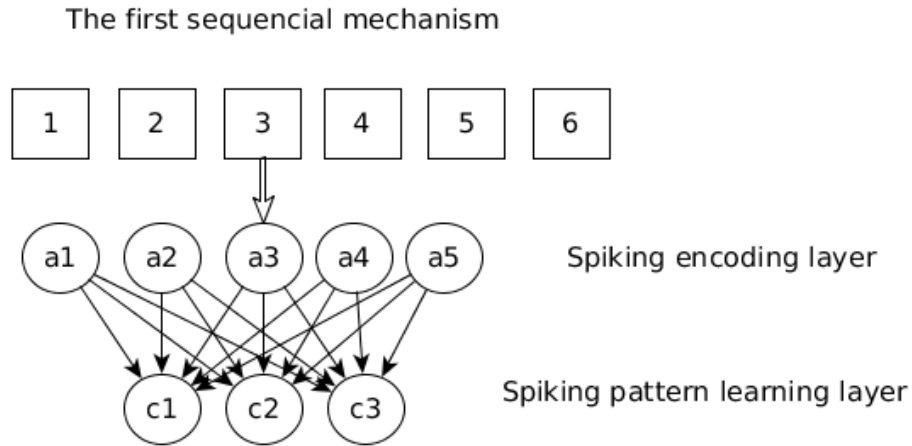 The first sequencial mechanism
1 2 3 4 5 6
a1 a2 a3 a4 a5 Spiking encoding layer
c1 c2 c3 Spiking pattern learning layer